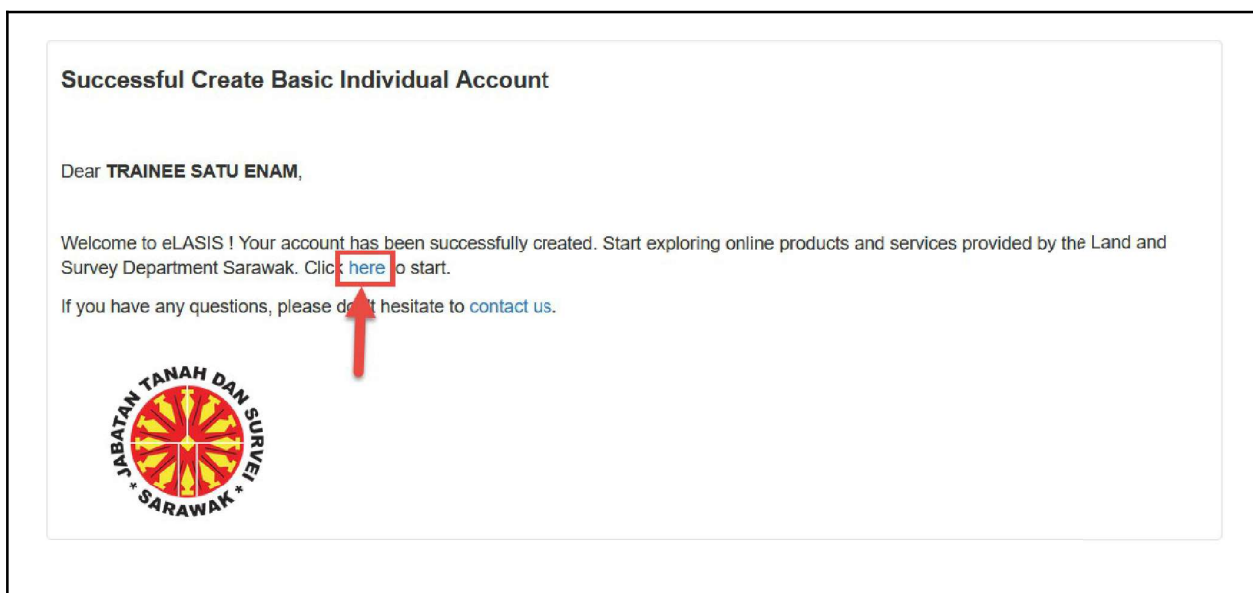 Successful Create Basic Individual Account
Dear TRAINEE SATU ENAM,
Welcome to eLASIS ! Your account has been successfully created. Start exploring online products and services provided by the Land and
Survey Department Sarawak. Click here to start.
If you have any questions, please don't hesitate to contact us.
JABATAN TANAH DAN SURVEI
* SARAWAK *